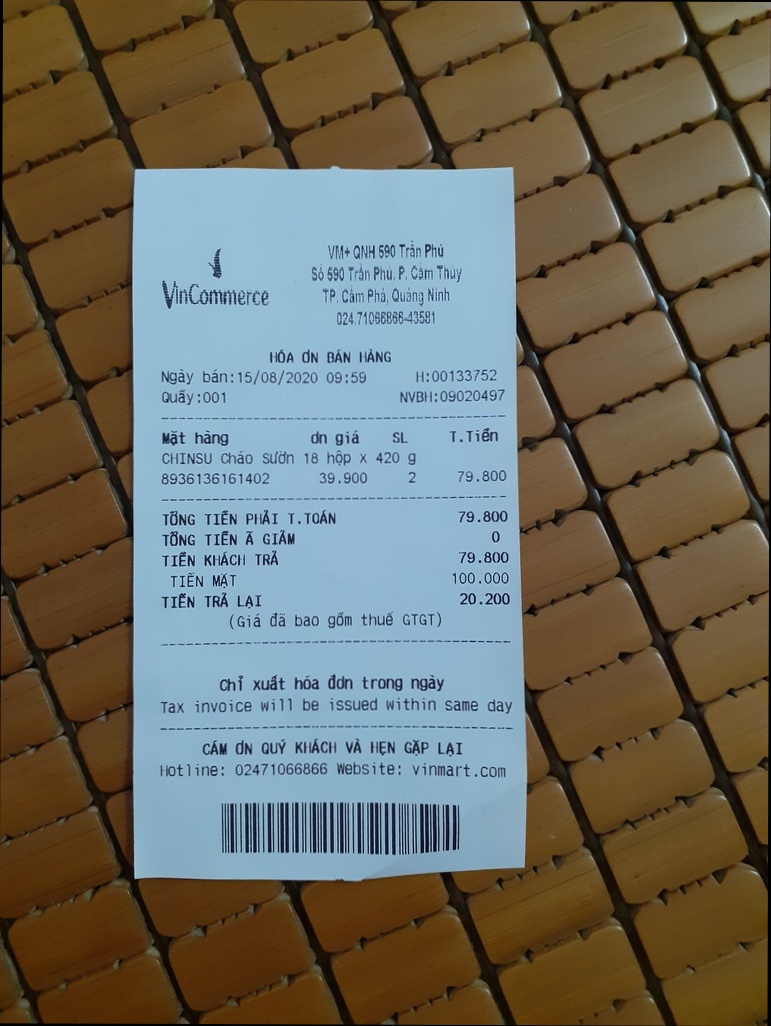 VinCommerce
VM+ QNH 590 Trần Phú
Số 590 Trần Phú, P. Cẩm Thủy
TP. Cẩm Phả, Quảng Ninh
024.71066866-43581
HÓA ƠN BÁN HÀNG
Ngày bán:15/08/2020 09:59 H:00133752
Quầy:001 NVBH:09020497
Mặt hàng ơn giá SL T.Tiền
CHINSU Cháo Sườn 18 hộp x 420 g
8936136161402 39.900 2 79.800
TỔNG TIỀN PHẢI T.TOÁN 79.800
TỔNG TIỀN Ã GIẢM 0
TIỀN KHÁCH TRẢ 79.800
TIỀN MẶT 100.000
TIỀN TRẢ LẠI 20.200
(Giá đã bao gồm thuế GTGT)
Chỉ xuất hóa đơn trong ngày
Tax invoice will be issued within same day
CẢM ƠN QUÝ KHÁCH VÀ HẸN GẶP LẠI
Hotline: 02471066866 Website: vinmart.com